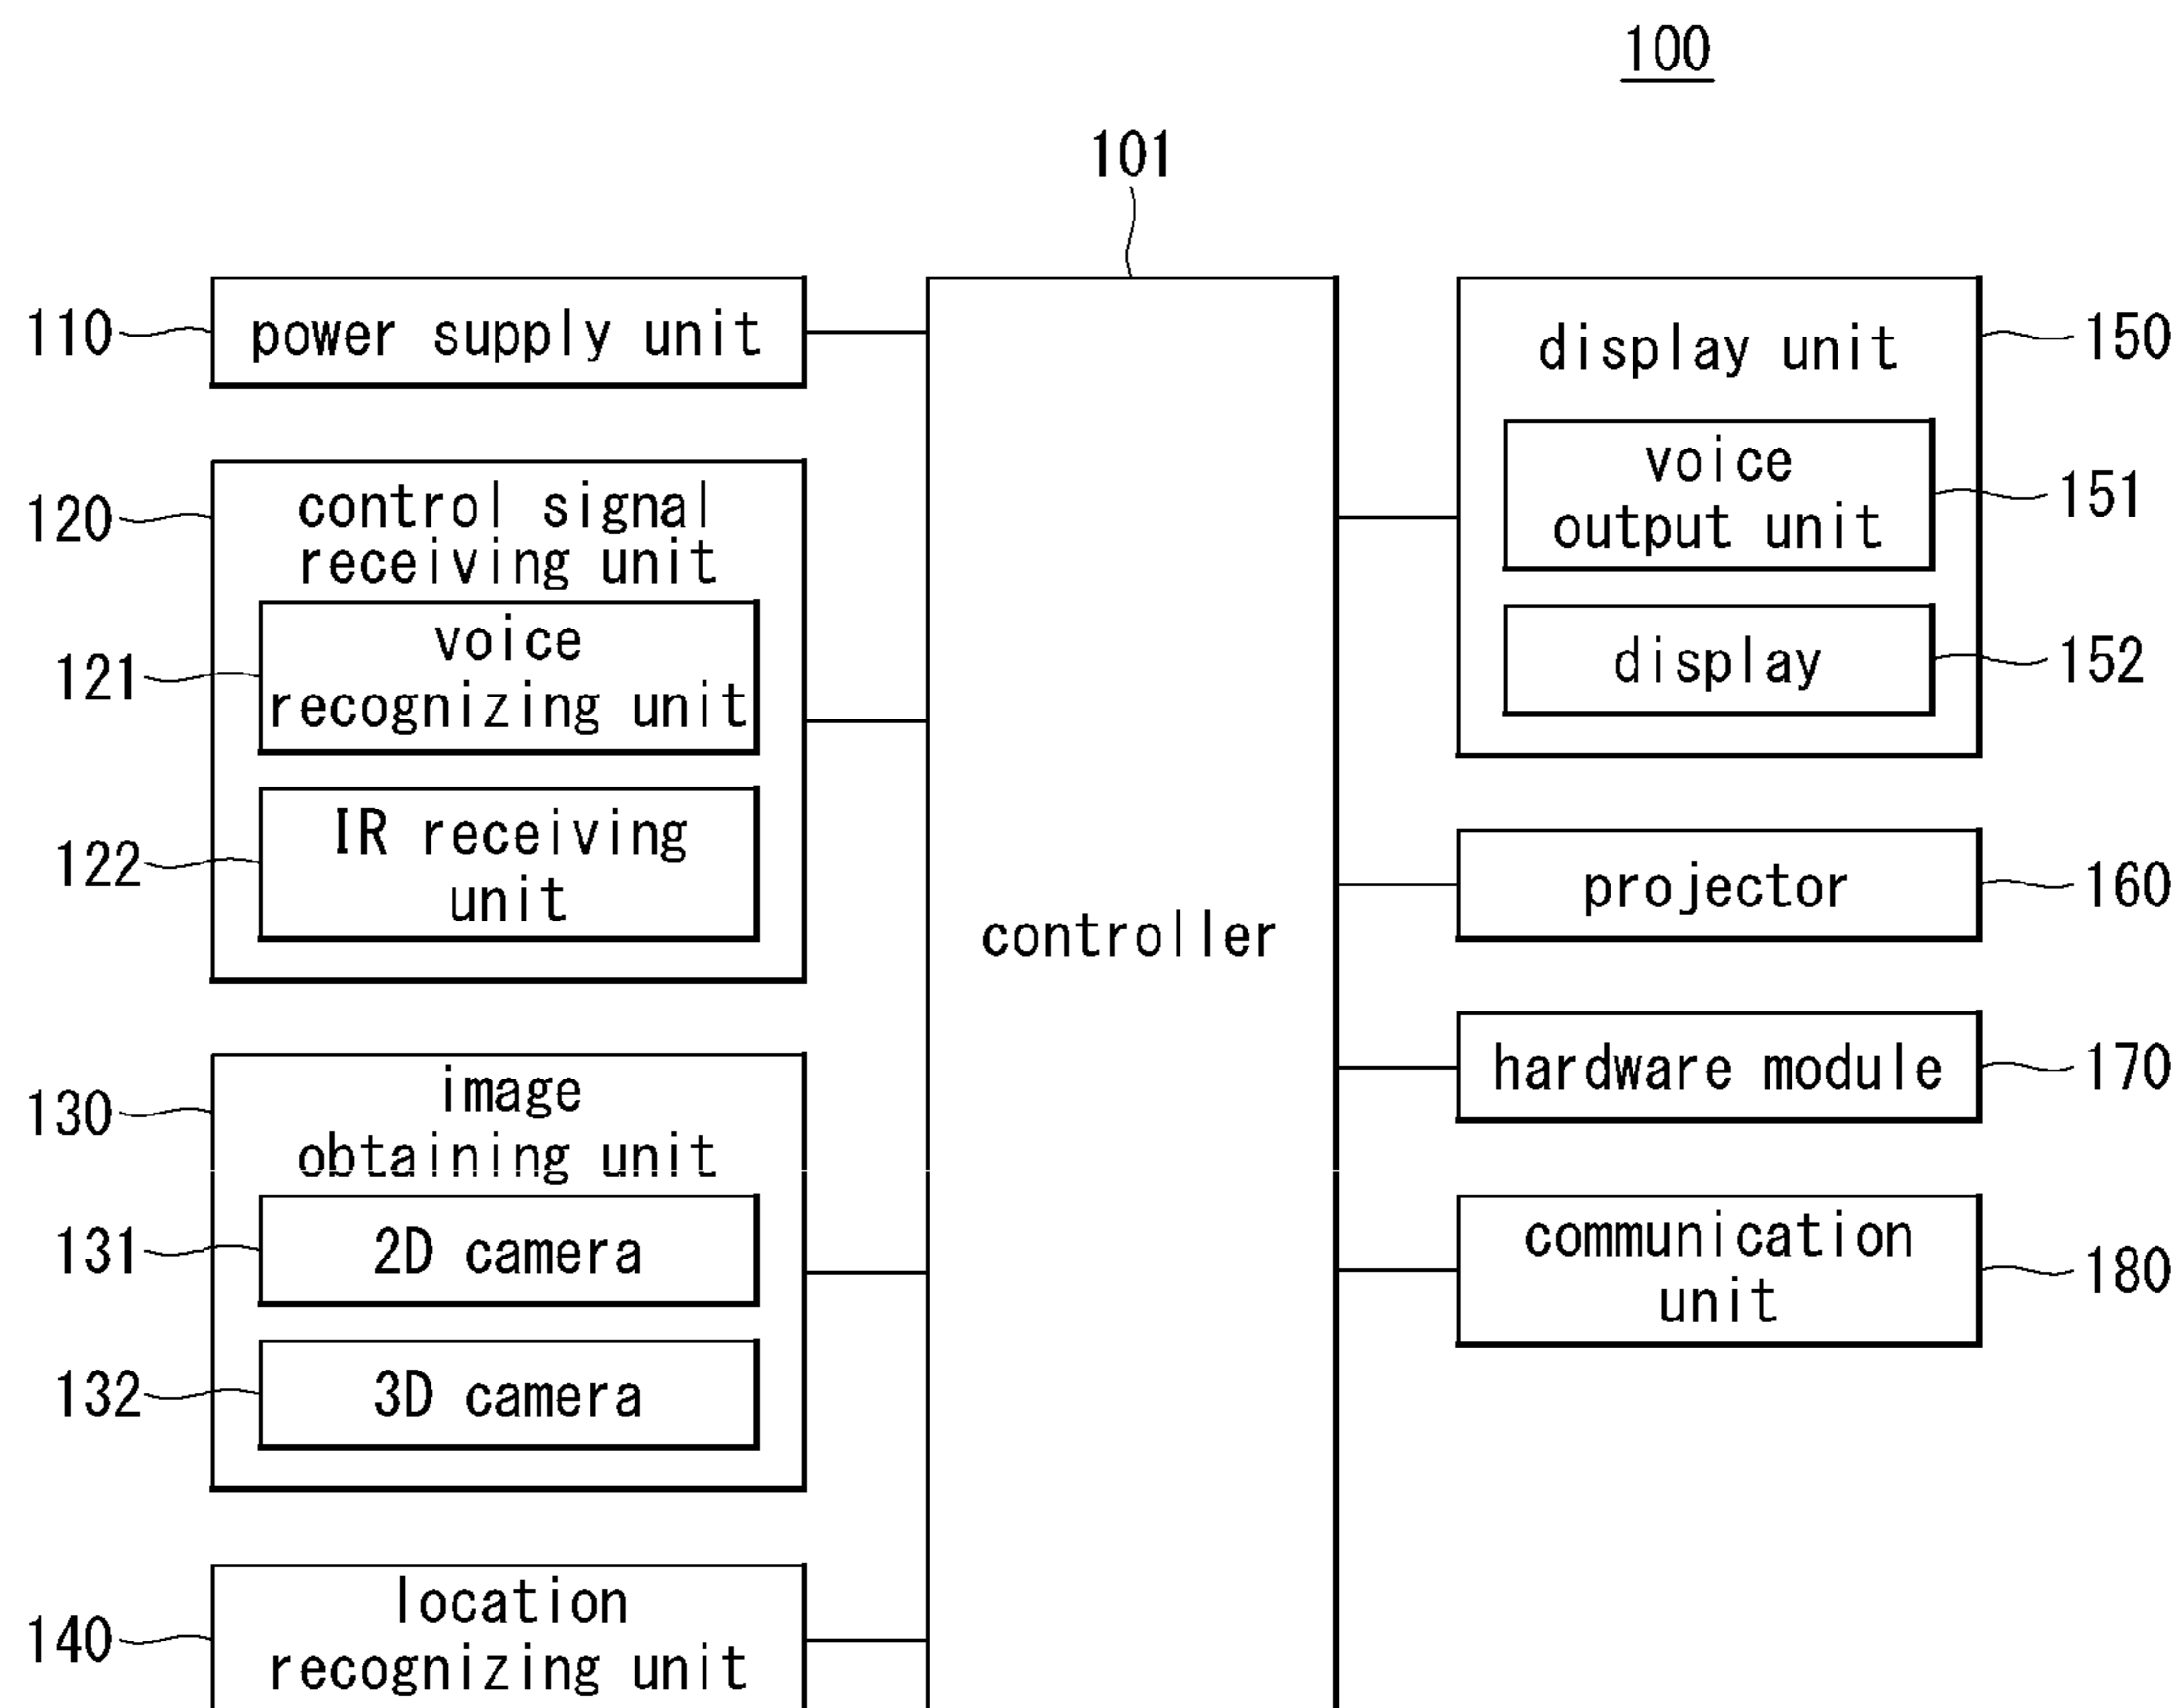 100
101
110
power supply unit
120
control signal
receiving unit
121
voice
recognizing unit
122
IR receiving
unit
130
image
obtaining unit
131
2D camera
132
3D camera
140
location
recognizing unit
controller
display unit
150
voice
output unit
151
display
152
projector
160
hardware module
170
communication
unit
180